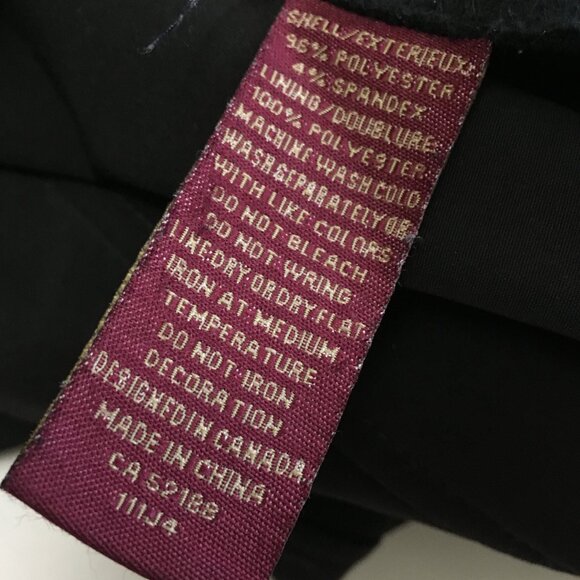 SHELL/EXTERIEUX:
96% POLYESTER
4% SPANDEX
LINING/DOUBLURE:
100% POLYESTER
MACHINE WASH COLD
WASH SEPARATELY OR
WITH LIKE COLORS
DO NOT BLEACH
DO NOT WRING
LINE DRY OR DRY FLAT
IRON AT MEDIUM
TEMPERATURE
DO NOT IRON
DECORATION
DESIGNED IN CANADA
MADE IN CHINA
CA 52188
111J4